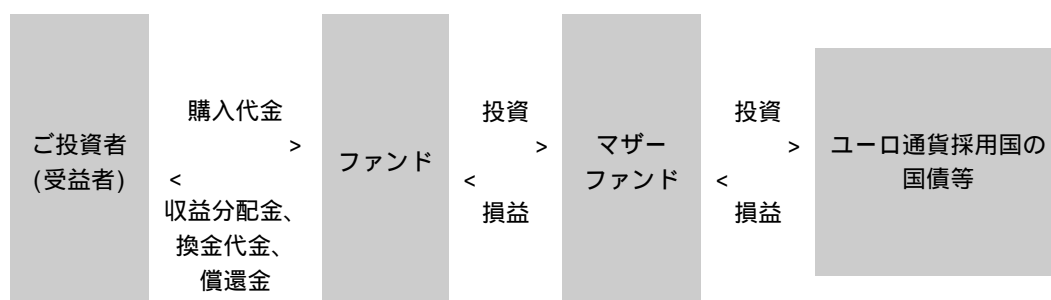 ご投資者
(受益者)
購入代金
>
<
収益分配金、
換金代金、
償還金
ファンド
投資
>
<
損益
マザー
ファンド
投資
>
<
損益
ユーロ通貨採用国の
国債等